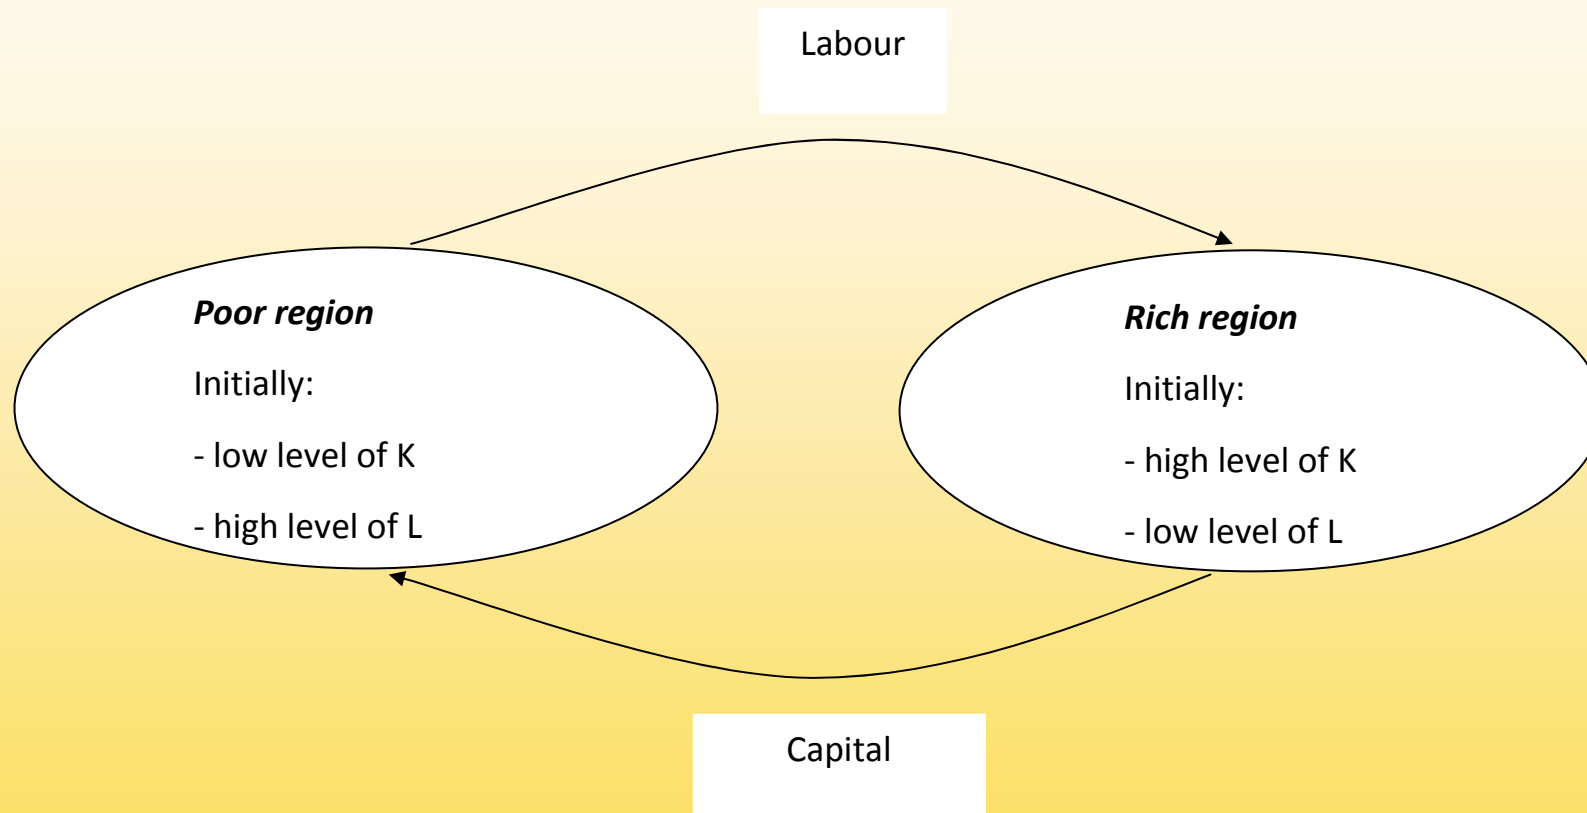 Labour
Poor region
Initially:
- low level of K
- high level of L
Rich region
Initially:
- high level of K
- low level of L
Capital